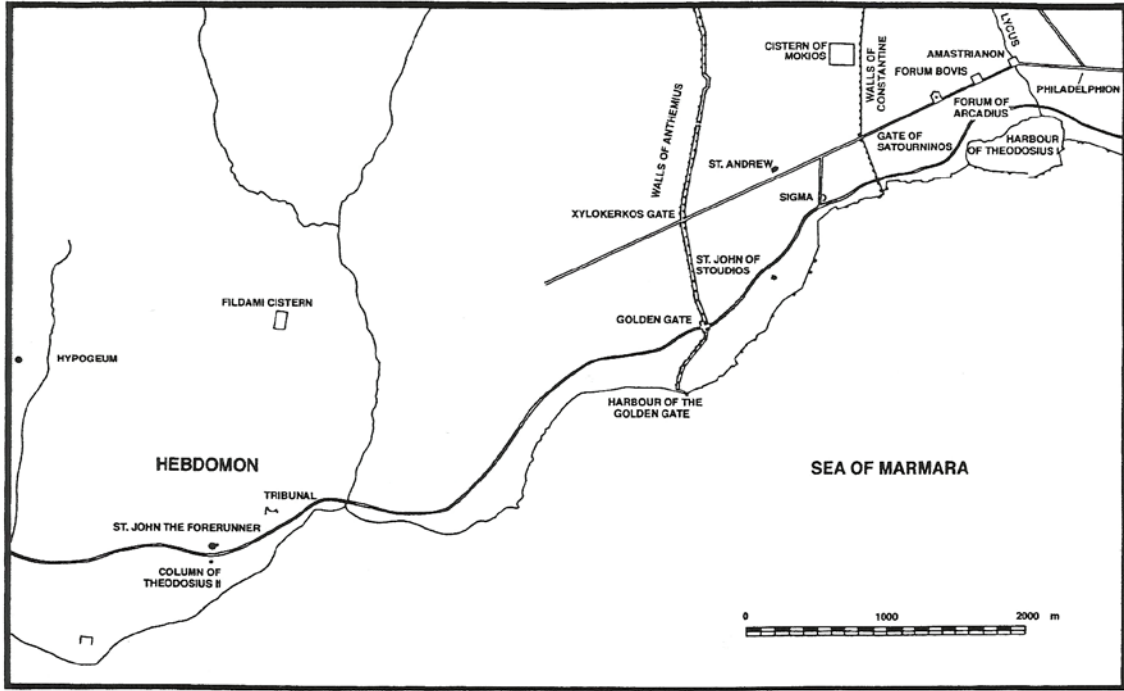 LYCUS
CISTERN OF
MOKIOS
WALLS OF
CONSTANTINE
AMASTRIANON
FORUM BOVIS
PHILADELPHION
FORUM OF
ARCADIUS
WALLS OF ANTHEMIUS
GATE OF
SATOURNINOS
HARBOUR
OF THEODOSIUS I
ST. ANDREW
SIGMA
XYLOKERKOS GATE
ST. JOHN OF
STOUDIOS
FILDAMI CISTERN
GOLDEN GATE
HYPOGEUM
HARBOUR OF THE
GOLDEN GATE
HEBDOMON
SEA OF MARMARA
TRIBUNAL
ST. JOHN THE FORERUNNER
COLUMN OF
THEODOSIUS II
0 1000 2000 m